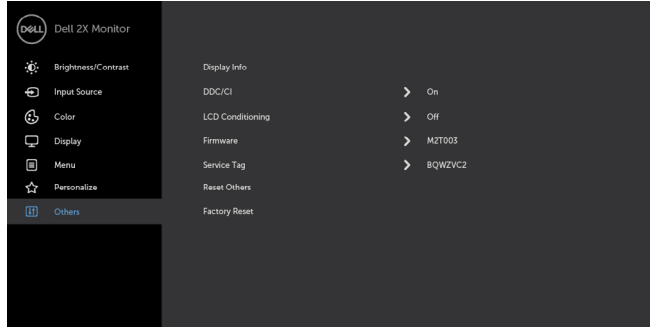 DELL Dell 2X Monitor
Brightness/Contrast Display Info
Input Source DDC/CI On
Color LCD Conditioning Off
Display Firmware M2T003
Menu Service Tag BQWZVC2
Personalize Reset Others
Others Factory Reset